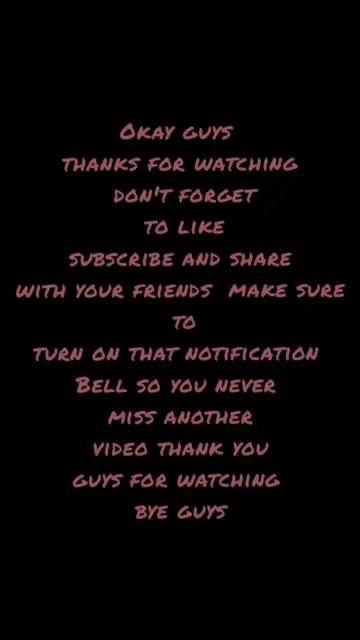 Okay guys
thanks for watching
don't forget
to like
subscribe and share
with your friends make sure
to
turn on that notification
Bell so you never
miss another
video thank you
guys for watching
bye guys